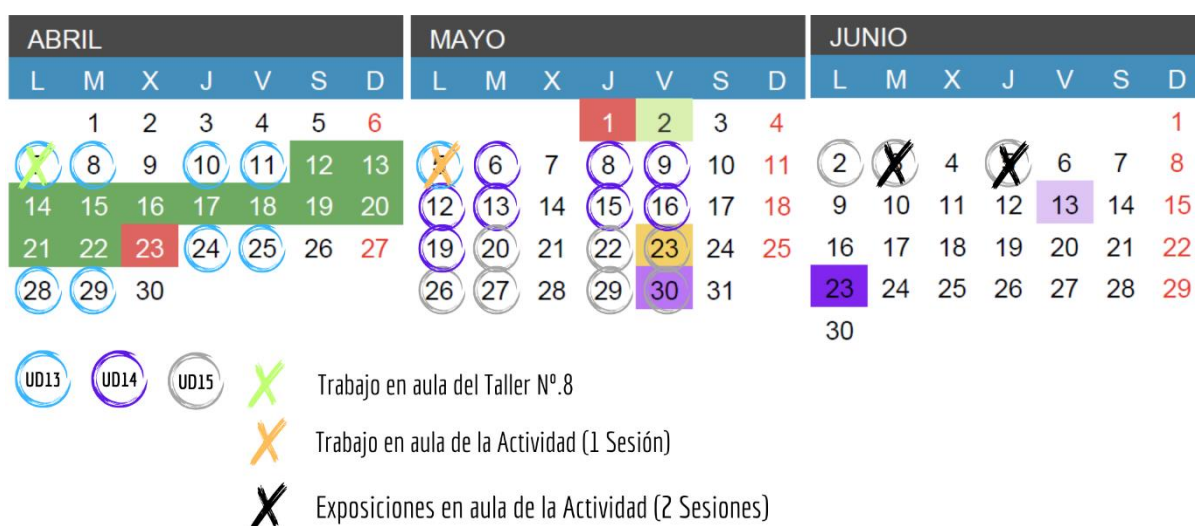 ABRIL
L M X J V S D
1 2 3 4 5 6
8 9 10 11 12 13
14 15 16 17 18 19 20
21 22 23 24 25 26 27
28 29 30
MAYO
L M X J V S D
1 2 3 4
6 7 8 9 10 11
12 13 14 15 16 17 18
19 20 21 22 23 24 25
26 27 28 29 30 31
JUNIO
L M X J V S D
1
2 4 6 7 8
9 10 11 12 13 14 15
16 17 18 19 20 21 22
23 24 25 26 27 28 29
30
UD13 UD14 UD15
Trabajo en aula del Taller Nº.8
Trabajo en aula de la Actividad (1 Sesión)
Exposiciones en aula de la Actividad (2 Sesiones)